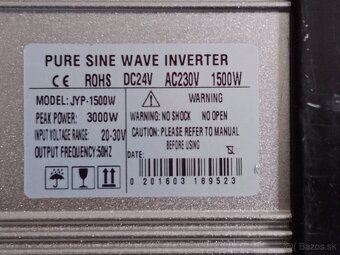 PURE SINE WAVE INVERTER
CE ROHS DC24V AC230V 1500W
MODEL: JYP-1500W
PEAK POWER: 3000W
INPUT VOLTAGE RANGE: 20-30V
OUTPUT FREQUENCY:50HZ
WARNING
WARNING: NO SHOCK NO OPEN
CAUTION: PLEASE REFER TO MANUAL
BEFORE USING
DATE:
0 201603 189523
bazos.sk